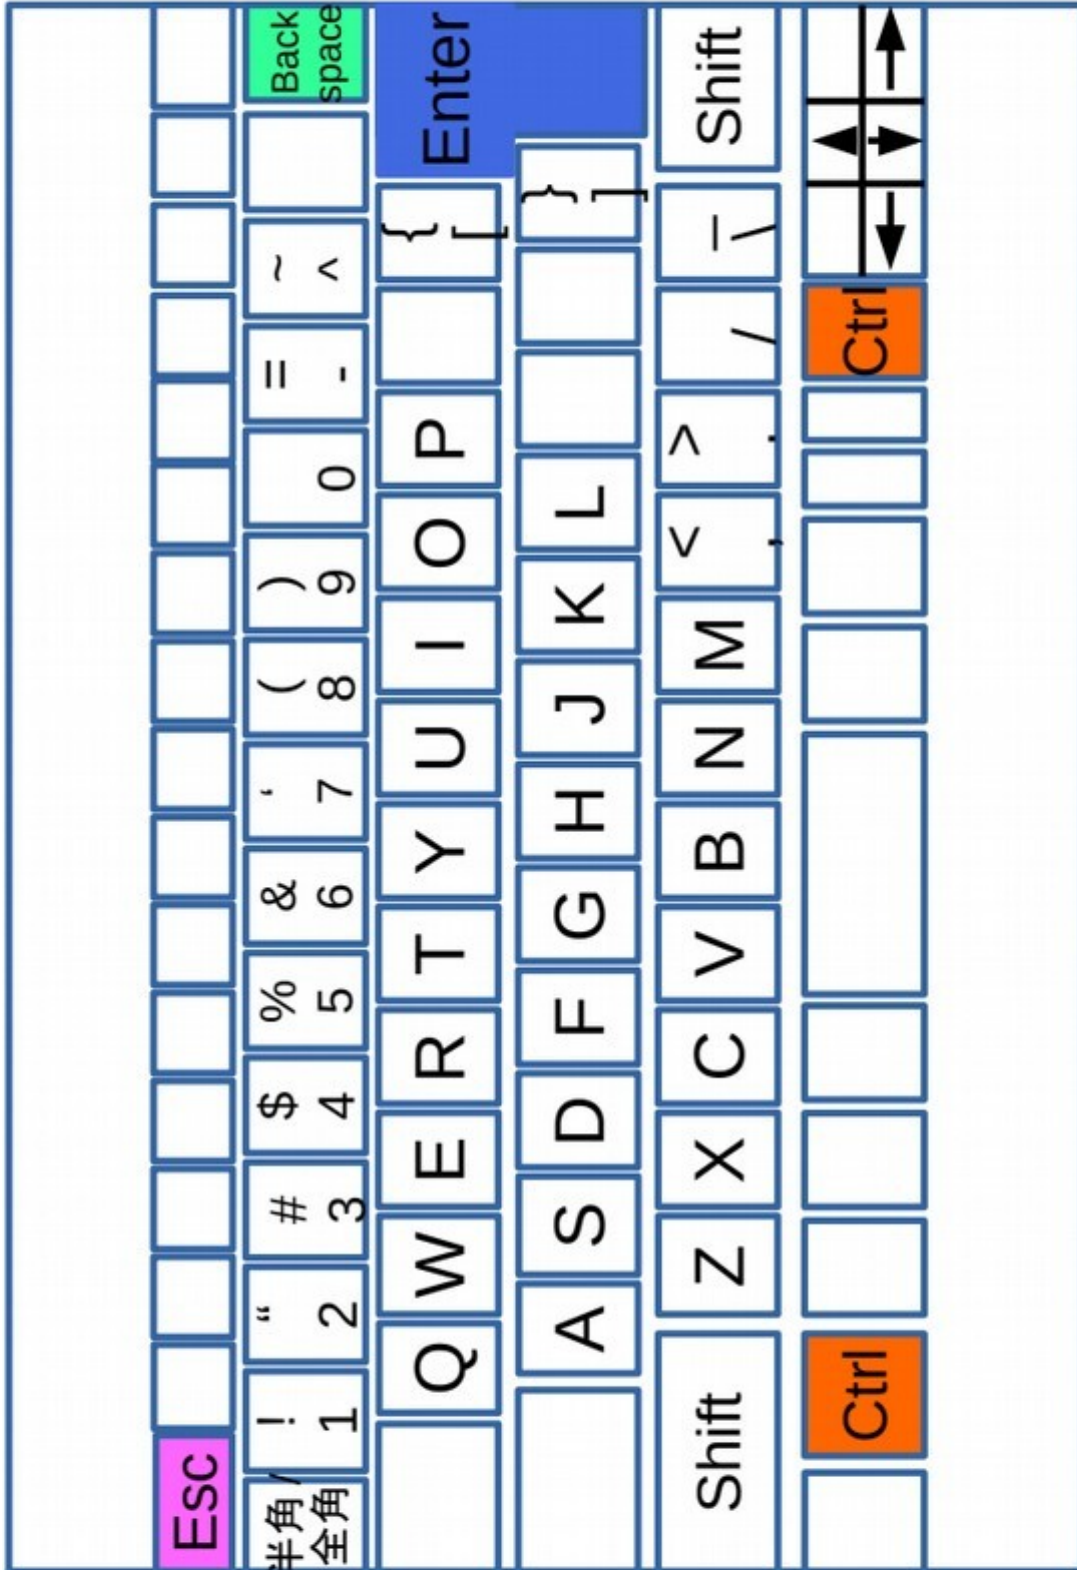 Esc
半角/
全角
! 1
“ 2
# 3
$ 4
% 5
& 6
‘ 7
( 8
) 9
0
= -
~ ^
Back
space
Q W E R T Y U I O P { [ Enter
A S D F G H J K L } ]
Shift Z X C V B N M < , > . / _ \ Shift
Ctrl Ctrl